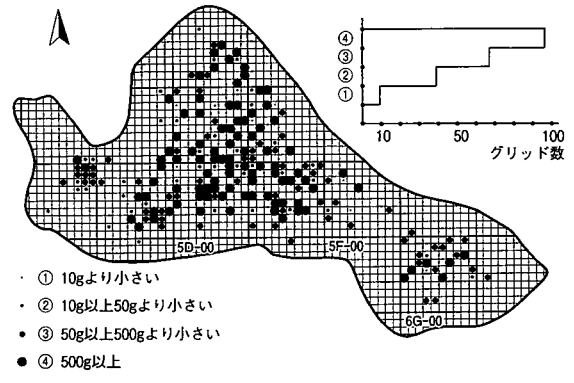 ④
③
②
①
10 50 100
グリッド数
5D-00
5F-00
6G-00
・ ① 10gより小さい
・ ② 10g以上50gより小さい
● ③ 50g以上500gより小さい
● ④ 500g以上